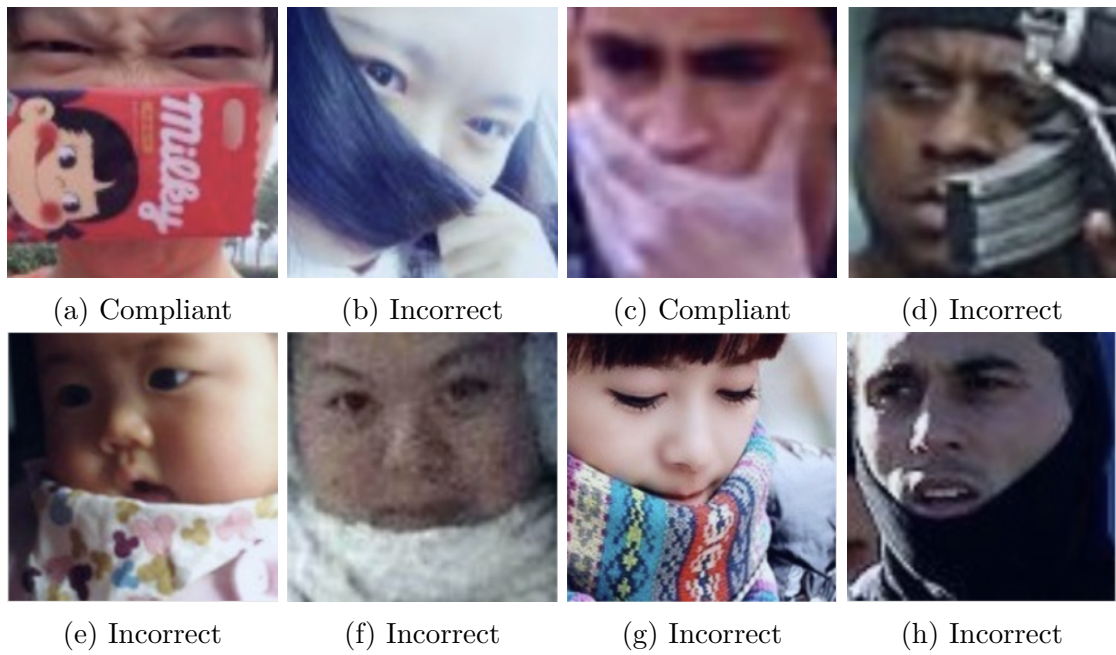 milky
(a) Compliant
(b) Incorrect
(c) Compliant
(d) Incorrect
(e) Incorrect
(f) Incorrect
(g) Incorrect
(h) Incorrect